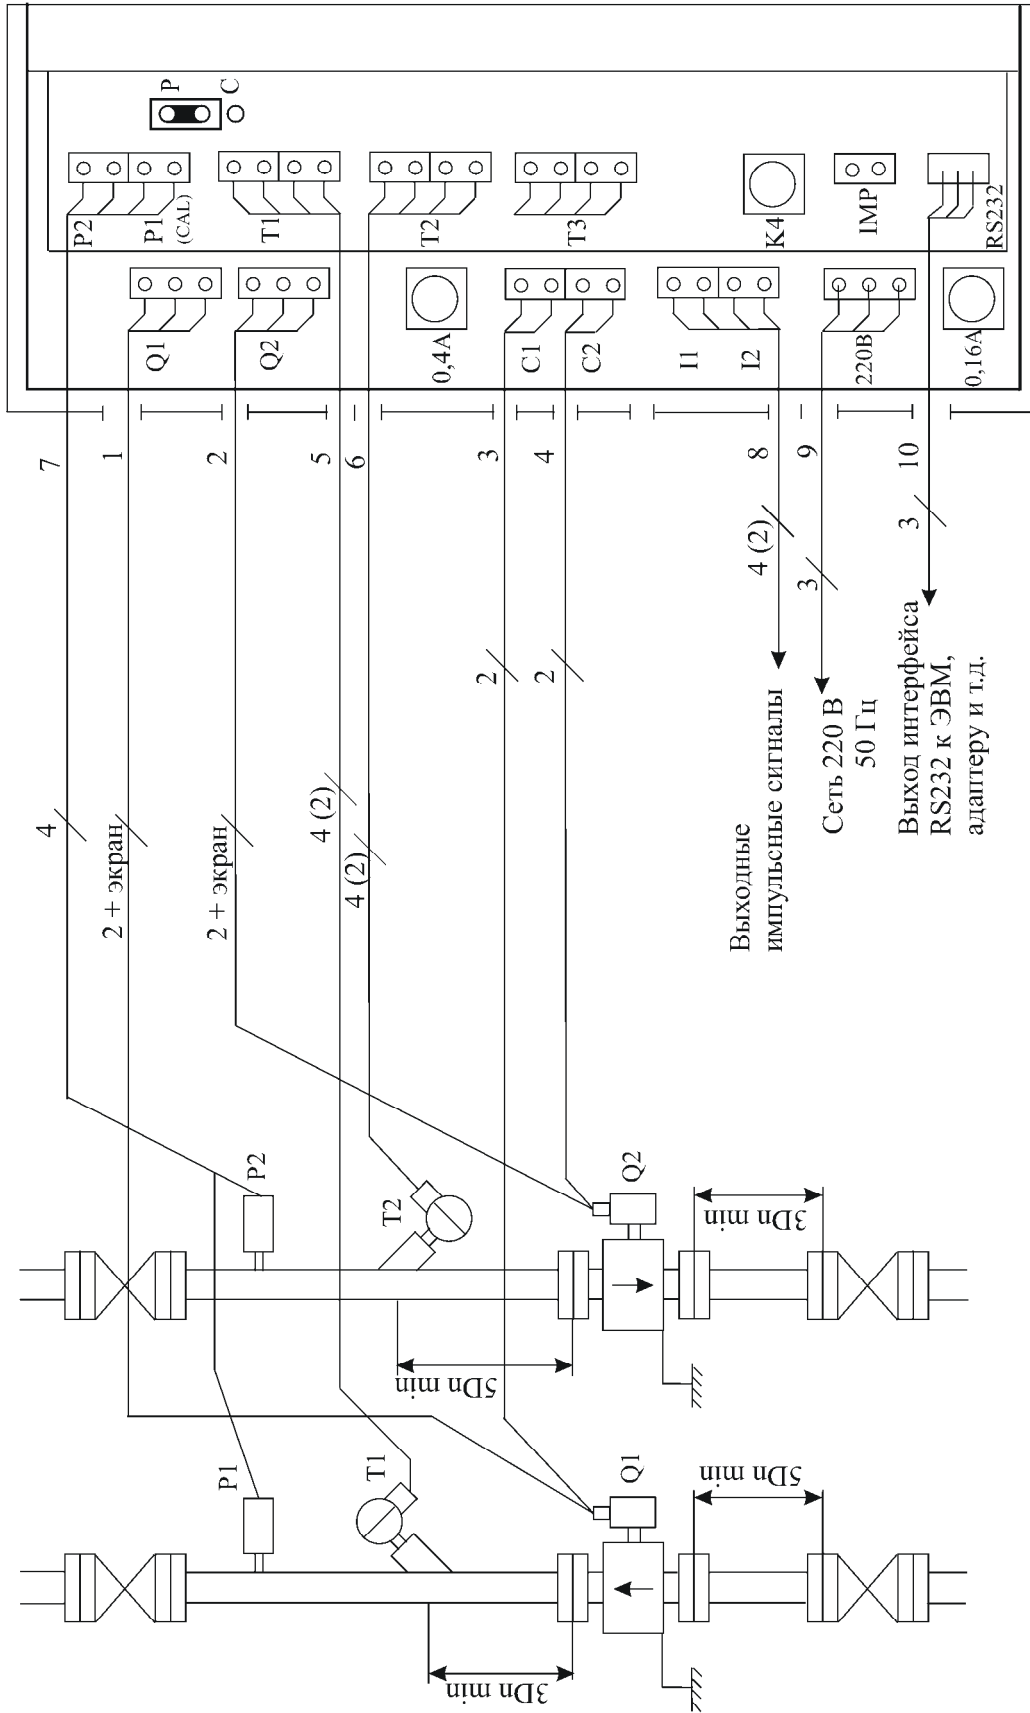 P
C
P2
P1
(CAL)
T1
T2
T3
K4
IMP
RS232
Q1
Q2
0,4A
C1
C2
I1
I2
220В
0,16A
7
1
2
5
6
3
4
8
9
10
4
2 + экран
2 + экран
4 (2)
4 (2)
2
2
4 (2)
3
3
Выходные
импульсные сигналы
Сеть 220 В
50 Гц
Выход интерфейса
RS232 к ЭВМ,
адаптеру и т.д.
P2
T2
Q2
3Dn min
5Dn min
P1
T1
Q1
5Dn min
3Dn min